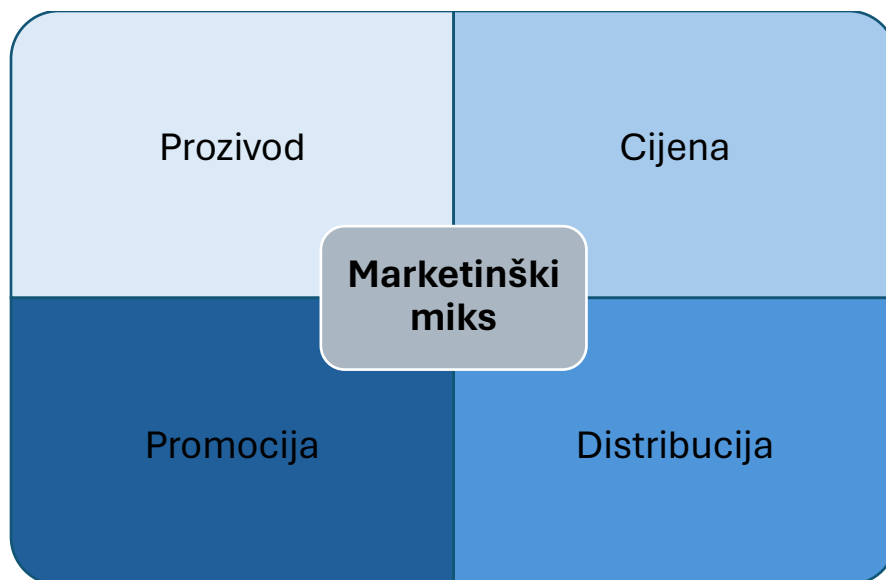 Prozivod
Cijena
Marketinški
miks
Promocija
Distribucija